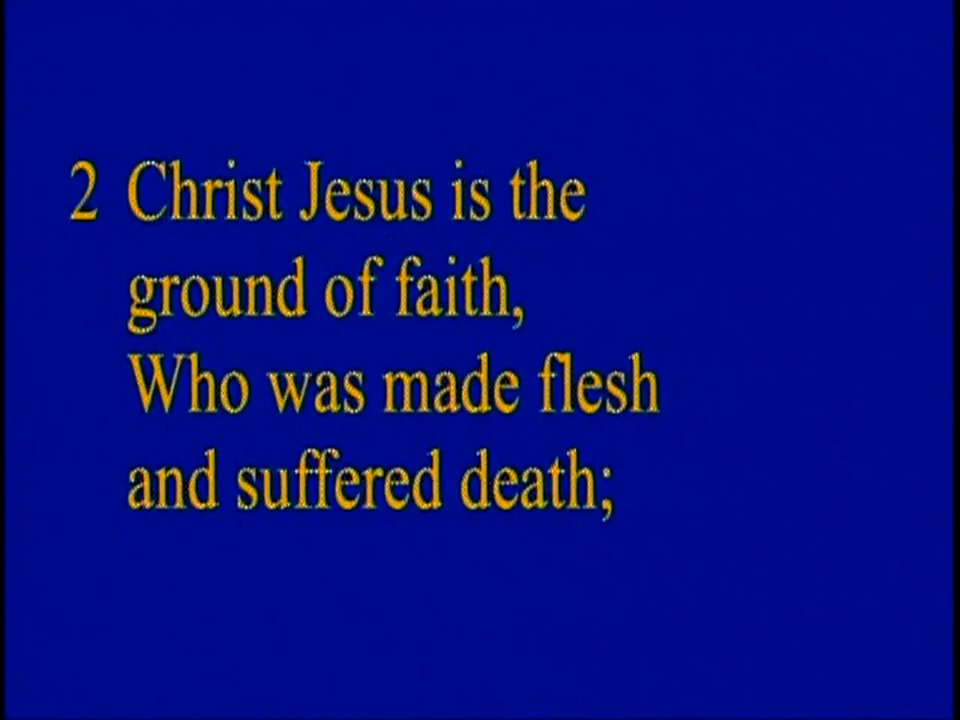 2 Christ Jesus is the
ground of faith,
Who was made flesh
and suffered death;